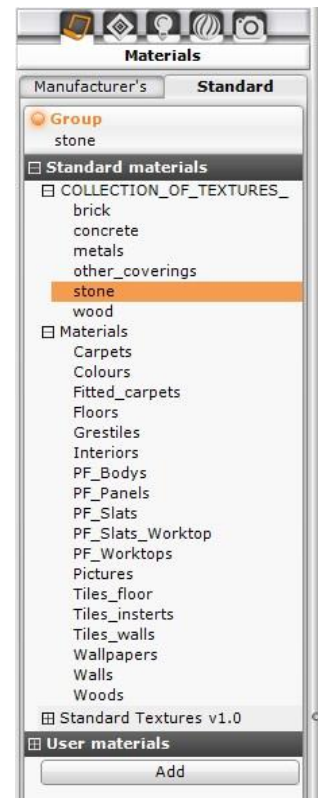 Materials
Manufacturer's Standard
Group
stone
Standard materials
COLLECTION_OF_TEXTURES_
brick
concrete
metals
other_coverings
stone
wood
Materials
Carpets
Colours
Fitted_carpets
Floors
Grestiles
Interiors
PF_Bodys
PF_Panels
PF_Slats
PF_Slats_Worktop
PF_Worktops
Pictures
Tiles_floor
Tiles_insterts
Tiles_walls
Wallpapers
Walls
Woods
Standard Textures v1.0
User materials
Add